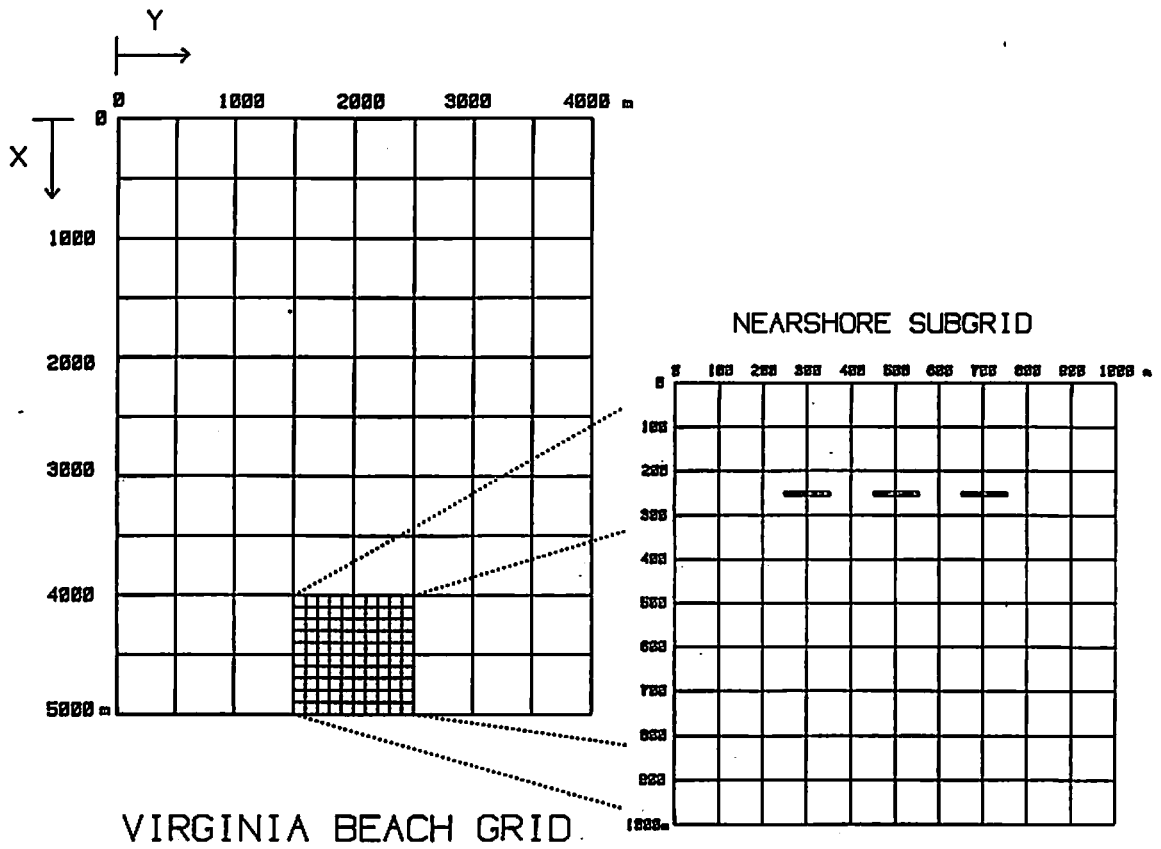 Y
0 1000 2000 3000 4000 m
0
X
1000
2000
3000
4000
5000 m
NEARSHORE SUBGRID
0 100 200 300 400 500 600 700 800 900 1000 m
0
100
200
300
400
500
600
700
800
900
1000m
VIRGINIA BEACH GRID